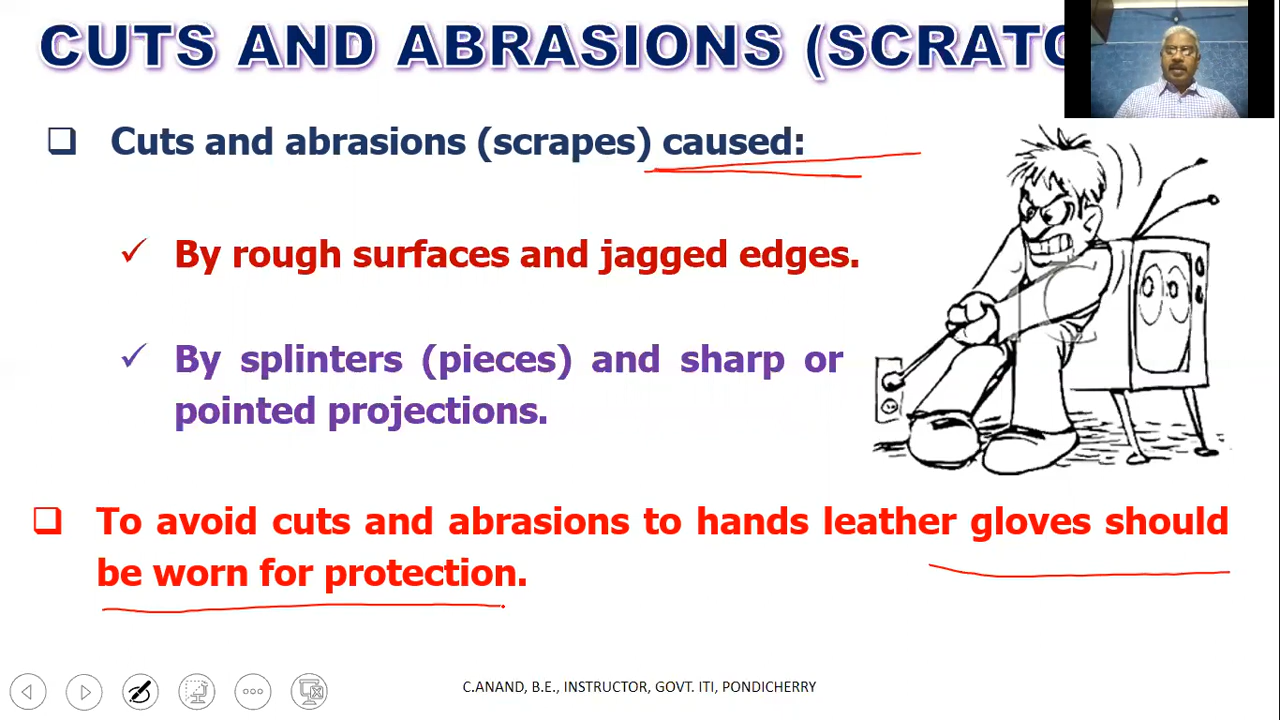 CUTS AND ABRASIONS (SCRATC
❑ Cuts and abrasions (scrapes) caused:
✓ By rough surfaces and jagged edges.
✓ By splinters (pieces) and sharp or
pointed projections.
❑ To avoid cuts and abrasions to hands leather gloves should
be worn for protection.
C.ANAND, B.E., INSTRUCTOR, GOVT. ITI, PONDICHERRY